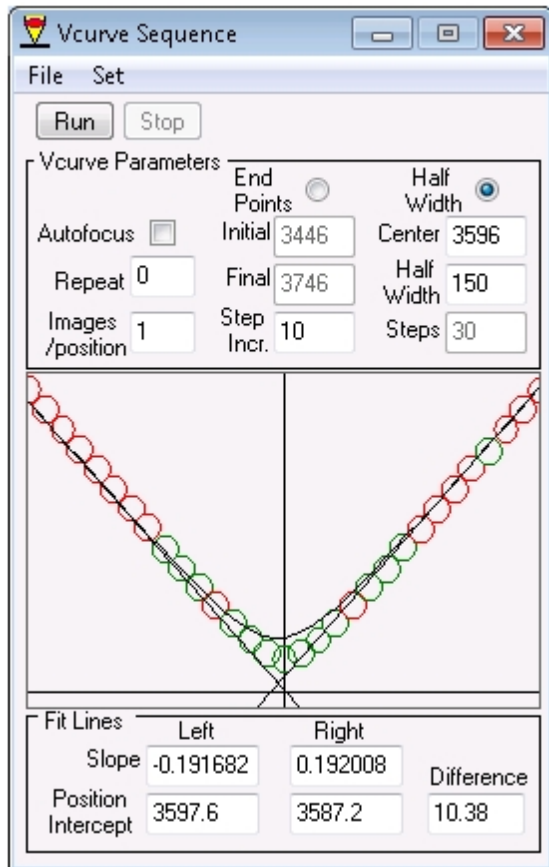 Vcurve Sequence
File Set
Run Stop
Vcurve Parameters
End Points
Half Width
Autofocus
Initial 3446
Center 3596
Repeat 0
Final 3746
Half Width 150
Images /position 1
Step Incr. 10
Steps 30
Fit Lines
Left Right
Slope -0.191682 0.192008
Difference
Position Intercept 3597.6 3587.2 10.38